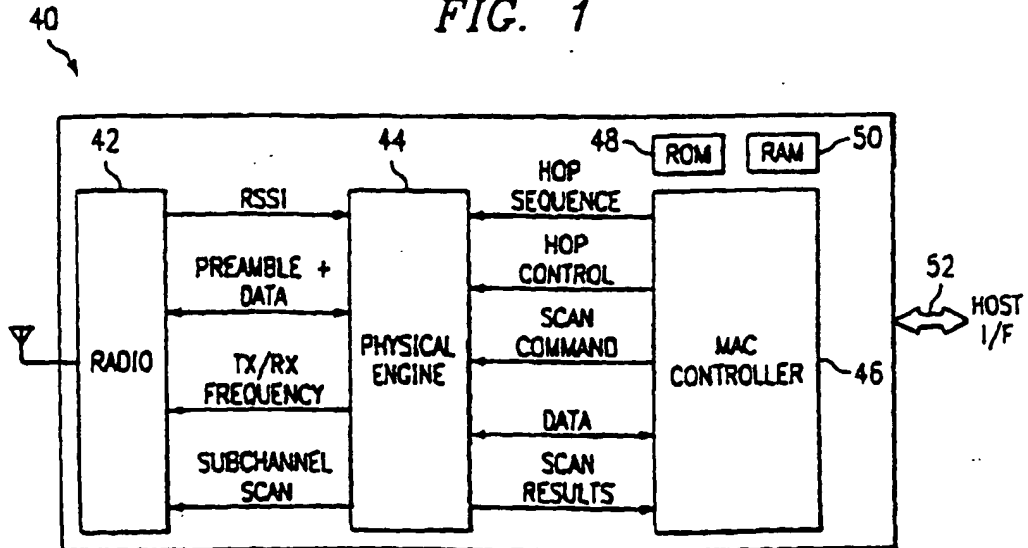 FIG. 1
40
42
44
48
ROM
RAM
50
RSSI
HOP
SEQUENCE
PREAMBLE +
DATA
HOP
CONTROL
SCAN
COMMAND
52
HOST
I/F
RADIO
PHYSICAL
ENGINE
MAC
CONTROLLER
46
TX/RX
FREQUENCY
DATA
SUBCHANNEL
SCAN
SCAN
RESULTS